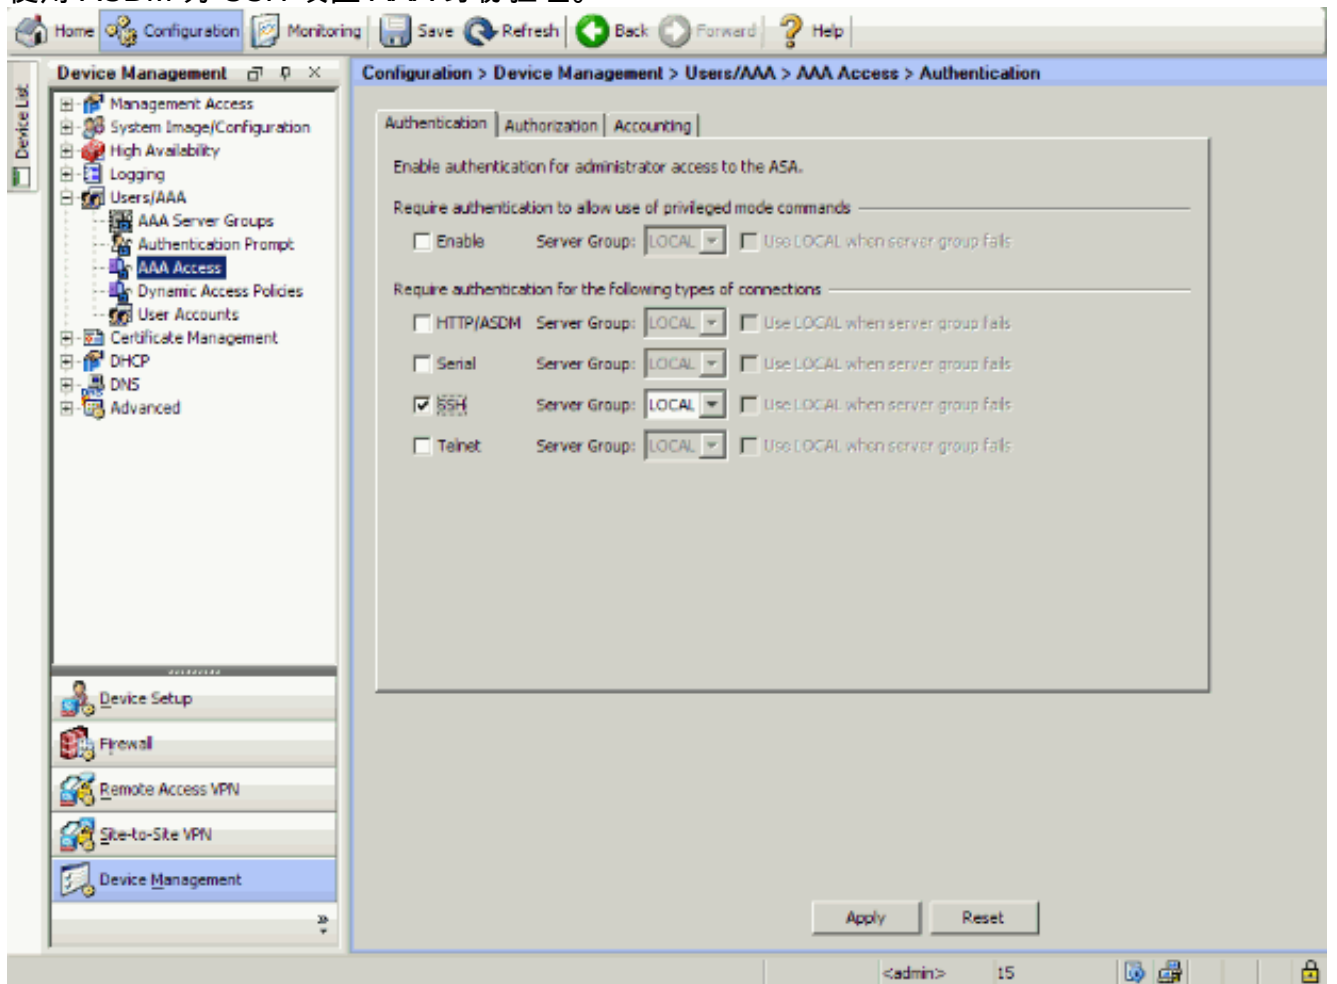 Home Configuration Monitoring Save Refresh Back Forward Help
Device List
Device Management
Management Access
System Image/Configuration
High Availability
Logging
Users/AAA
AAA Server Groups
Authentication Prompt
AAA Access
Dynamic Access Policies
User Accounts
Certificate Management
DHCP
DNS
Advanced
Device Setup
Firewall
Remote Access VPN
Site-to-Site VPN
Device Management
Configuration > Device Management > Users/AAA > AAA Access > Authentication
Authentication Authorization Accounting
Enable authentication for administrator access to the ASA.
Require authentication to allow use of privileged mode commands
Enable Server Group: LOCAL Use LOCAL when server group fails
Require authentication for the following types of connections
HTTP/ASDM Server Group: LOCAL Use LOCAL when server group fails
Serial Server Group: LOCAL Use LOCAL when server group fails
SSH Server Group: LOCAL Use LOCAL when server group fails
Telnet Server Group: LOCAL Use LOCAL when server group fails
Apply Reset
<admin> 15